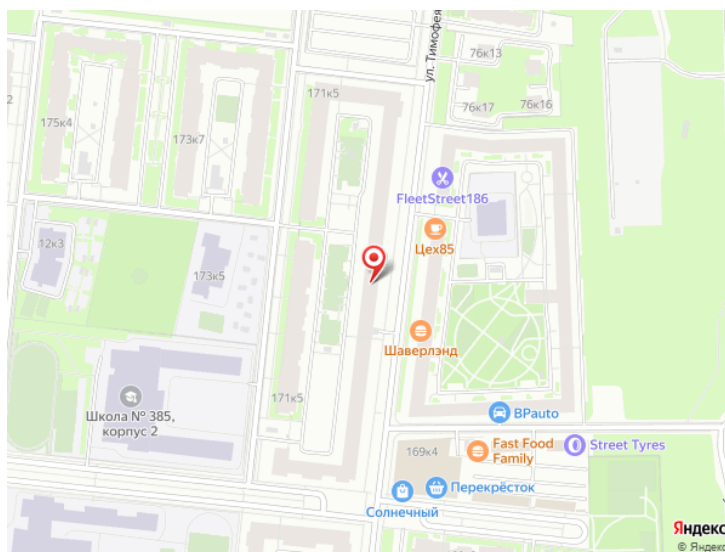 ул. Тимофея
76к13
76к17
76к16
171к5
175к4
173к7
FleetStreet186
Цех85
12к3
173к5
Шаверлэнд
171к5
Школа № 385,
корпус 2
BPauto
Fast Food
Family
Street Tyres
169к4
Перекрёсток
Солнечный
Яндекс
© Яндекс